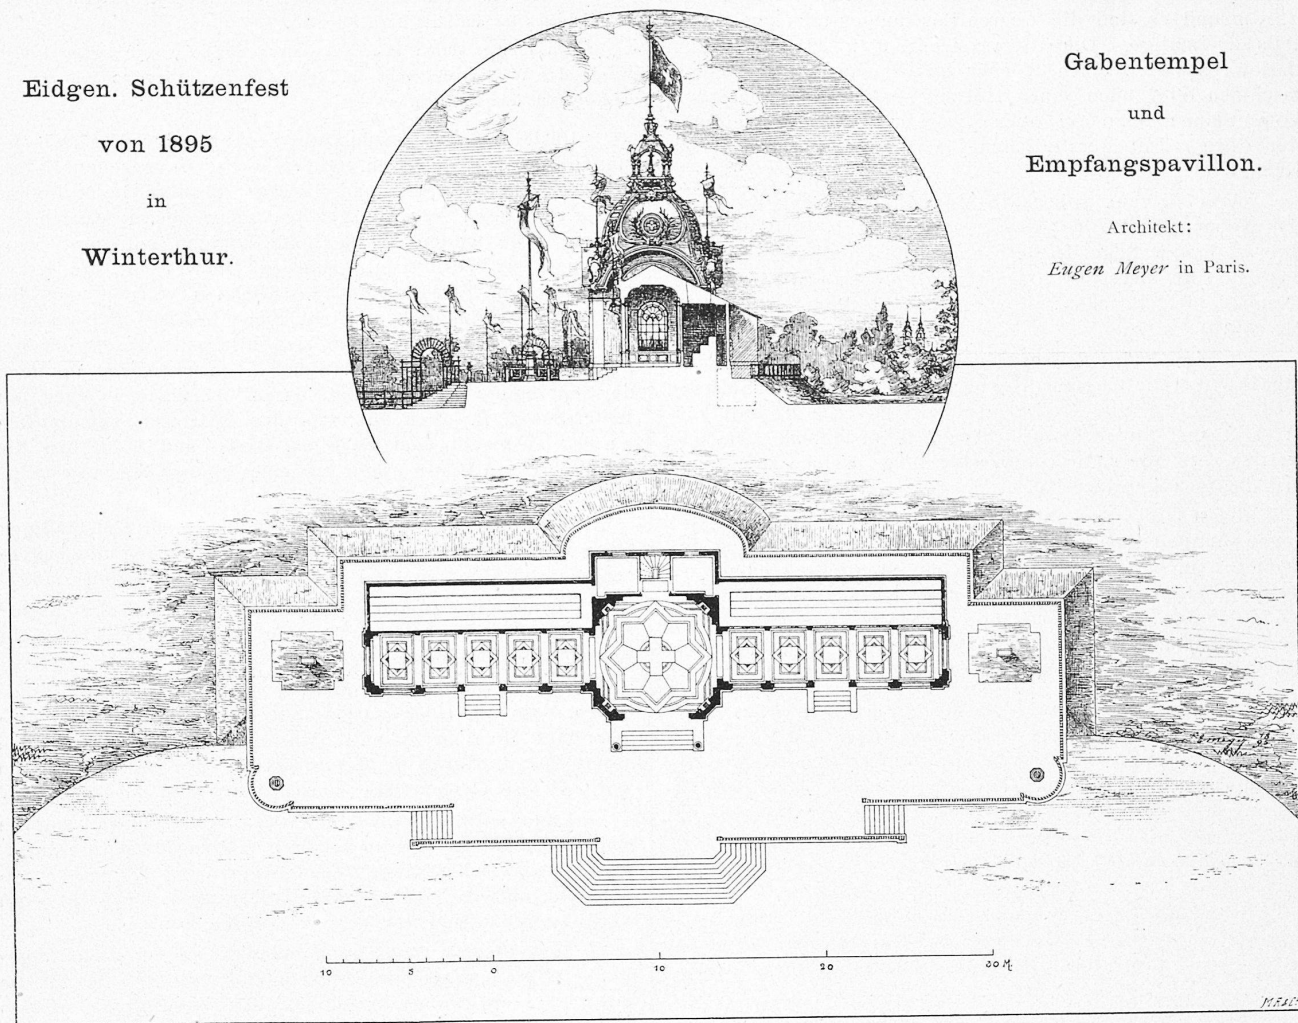 Eidgen. Schützenfest
von 1895
in
Winterthur.
Gabentempel
und
Empfangspavillon.
Architekt:
Eugen Meyer in Paris.
10 5 0 10 20 30 M.